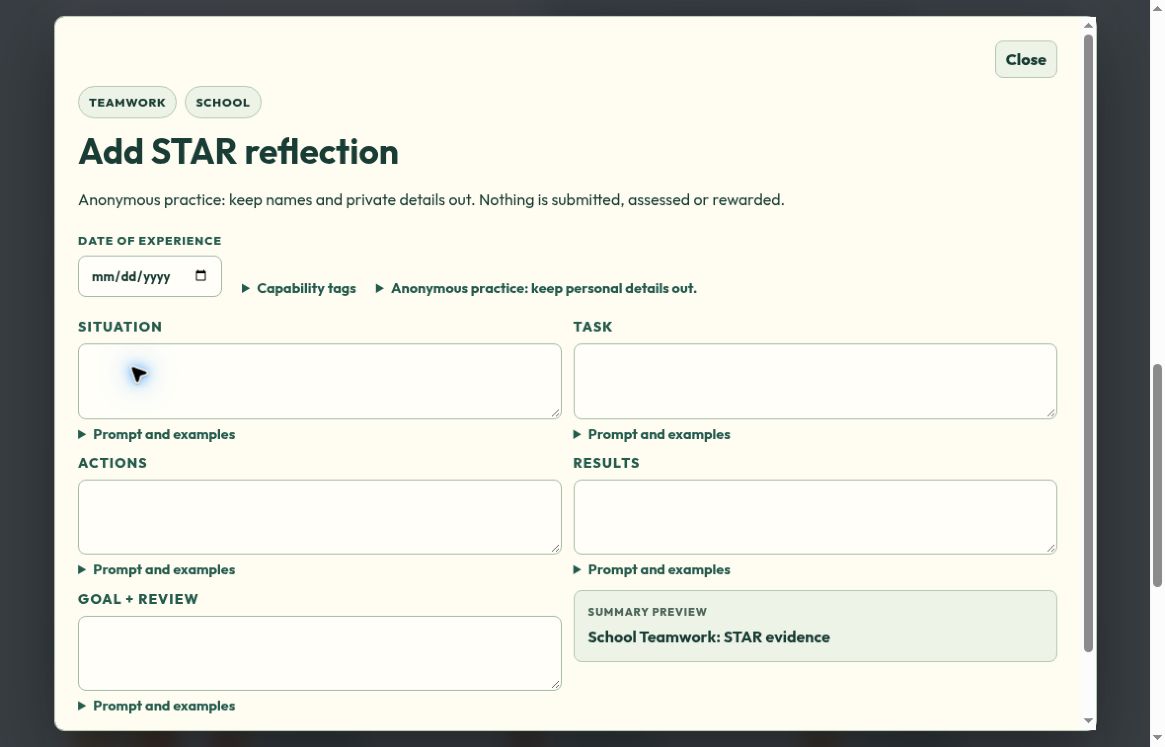 Close
TEAMWORK SCHOOL
Add STAR reflection
Anonymous practice: keep names and private details out. Nothing is submitted, assessed or rewarded.
DATE OF EXPERIENCE
mm/dd/yyyy
Capability tags
Anonymous practice: keep personal details out.
SITUATION
TASK
Prompt and examples
Prompt and examples
ACTIONS
RESULTS
Prompt and examples
Prompt and examples
GOAL + REVIEW
SUMMARY PREVIEW
School Teamwork: STAR evidence
Prompt and examples